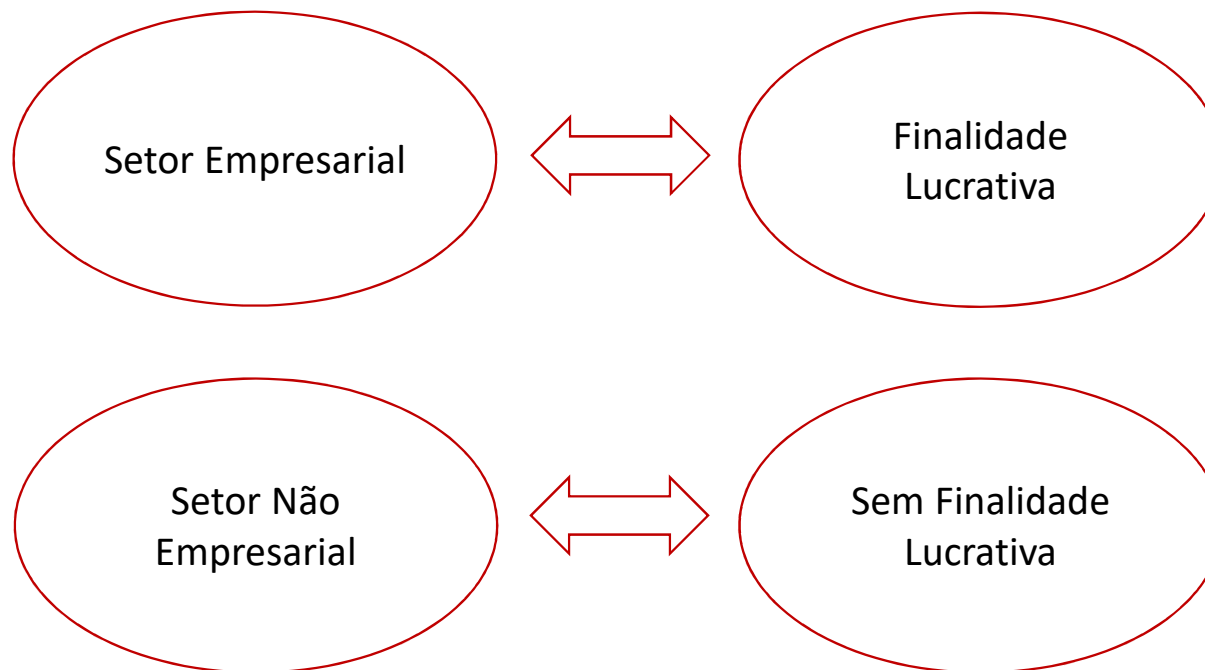 Setor Empresarial
Finalidade
Lucrativa
Setor Não
Empresarial
Sem Finalidade
Lucrativa